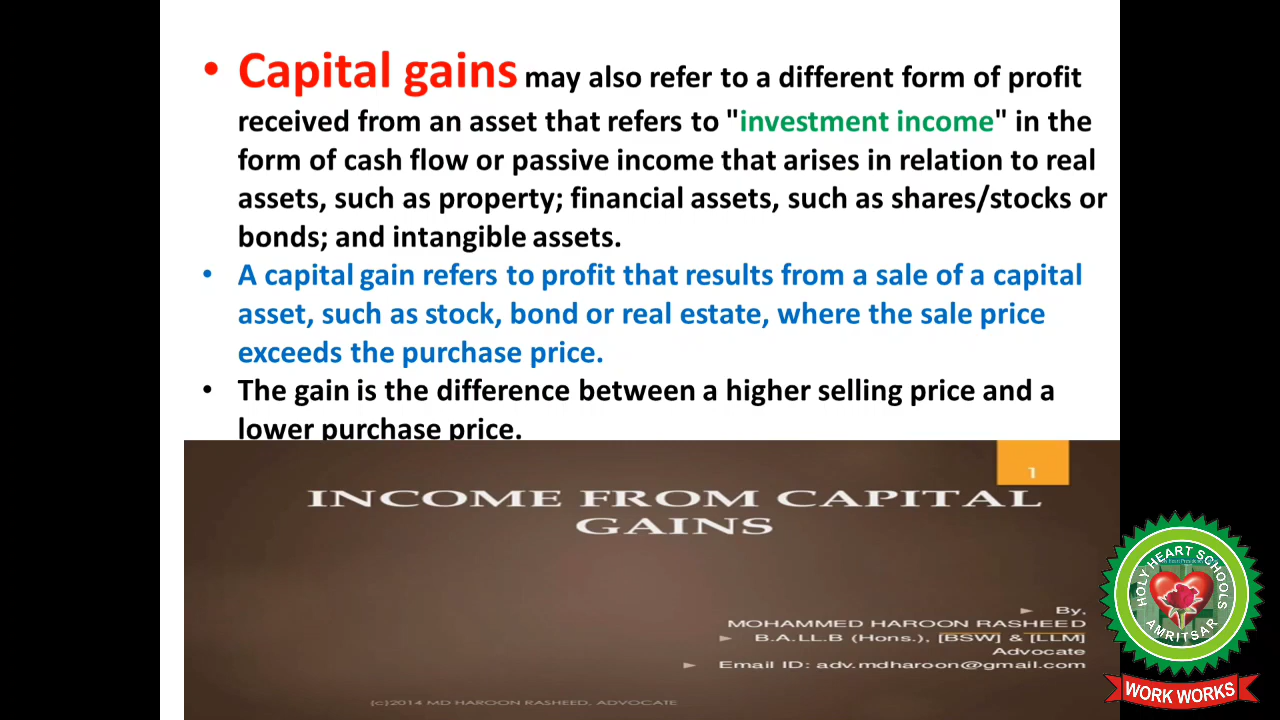 • Capital gains may also refer to a different form of profit
received from an asset that refers to "investment income" in the
form of cash flow or passive income that arises in relation to real
assets, such as property; financial assets, such as shares/stocks or
bonds; and intangible assets.
• A capital gain refers to profit that results from a sale of a capital
asset, such as stock, bond or real estate, where the sale price
exceeds the purchase price.
• The gain is the difference between a higher selling price and a
lower purchase price.
1
INCOME FROM CAPITAL
GAINS
► By,
MOHAMMED HAROON RASHEED
► B.A.LL.B (Hons.), [BSW] & [LLM]
Advocate
► Email ID: adv.mdharoon@gmail.com
(c)2014 MD HAROON RASHEED, ADVOCATE
HOLY HEART SCHOOLS
AMRITSAR
WORK WORKS